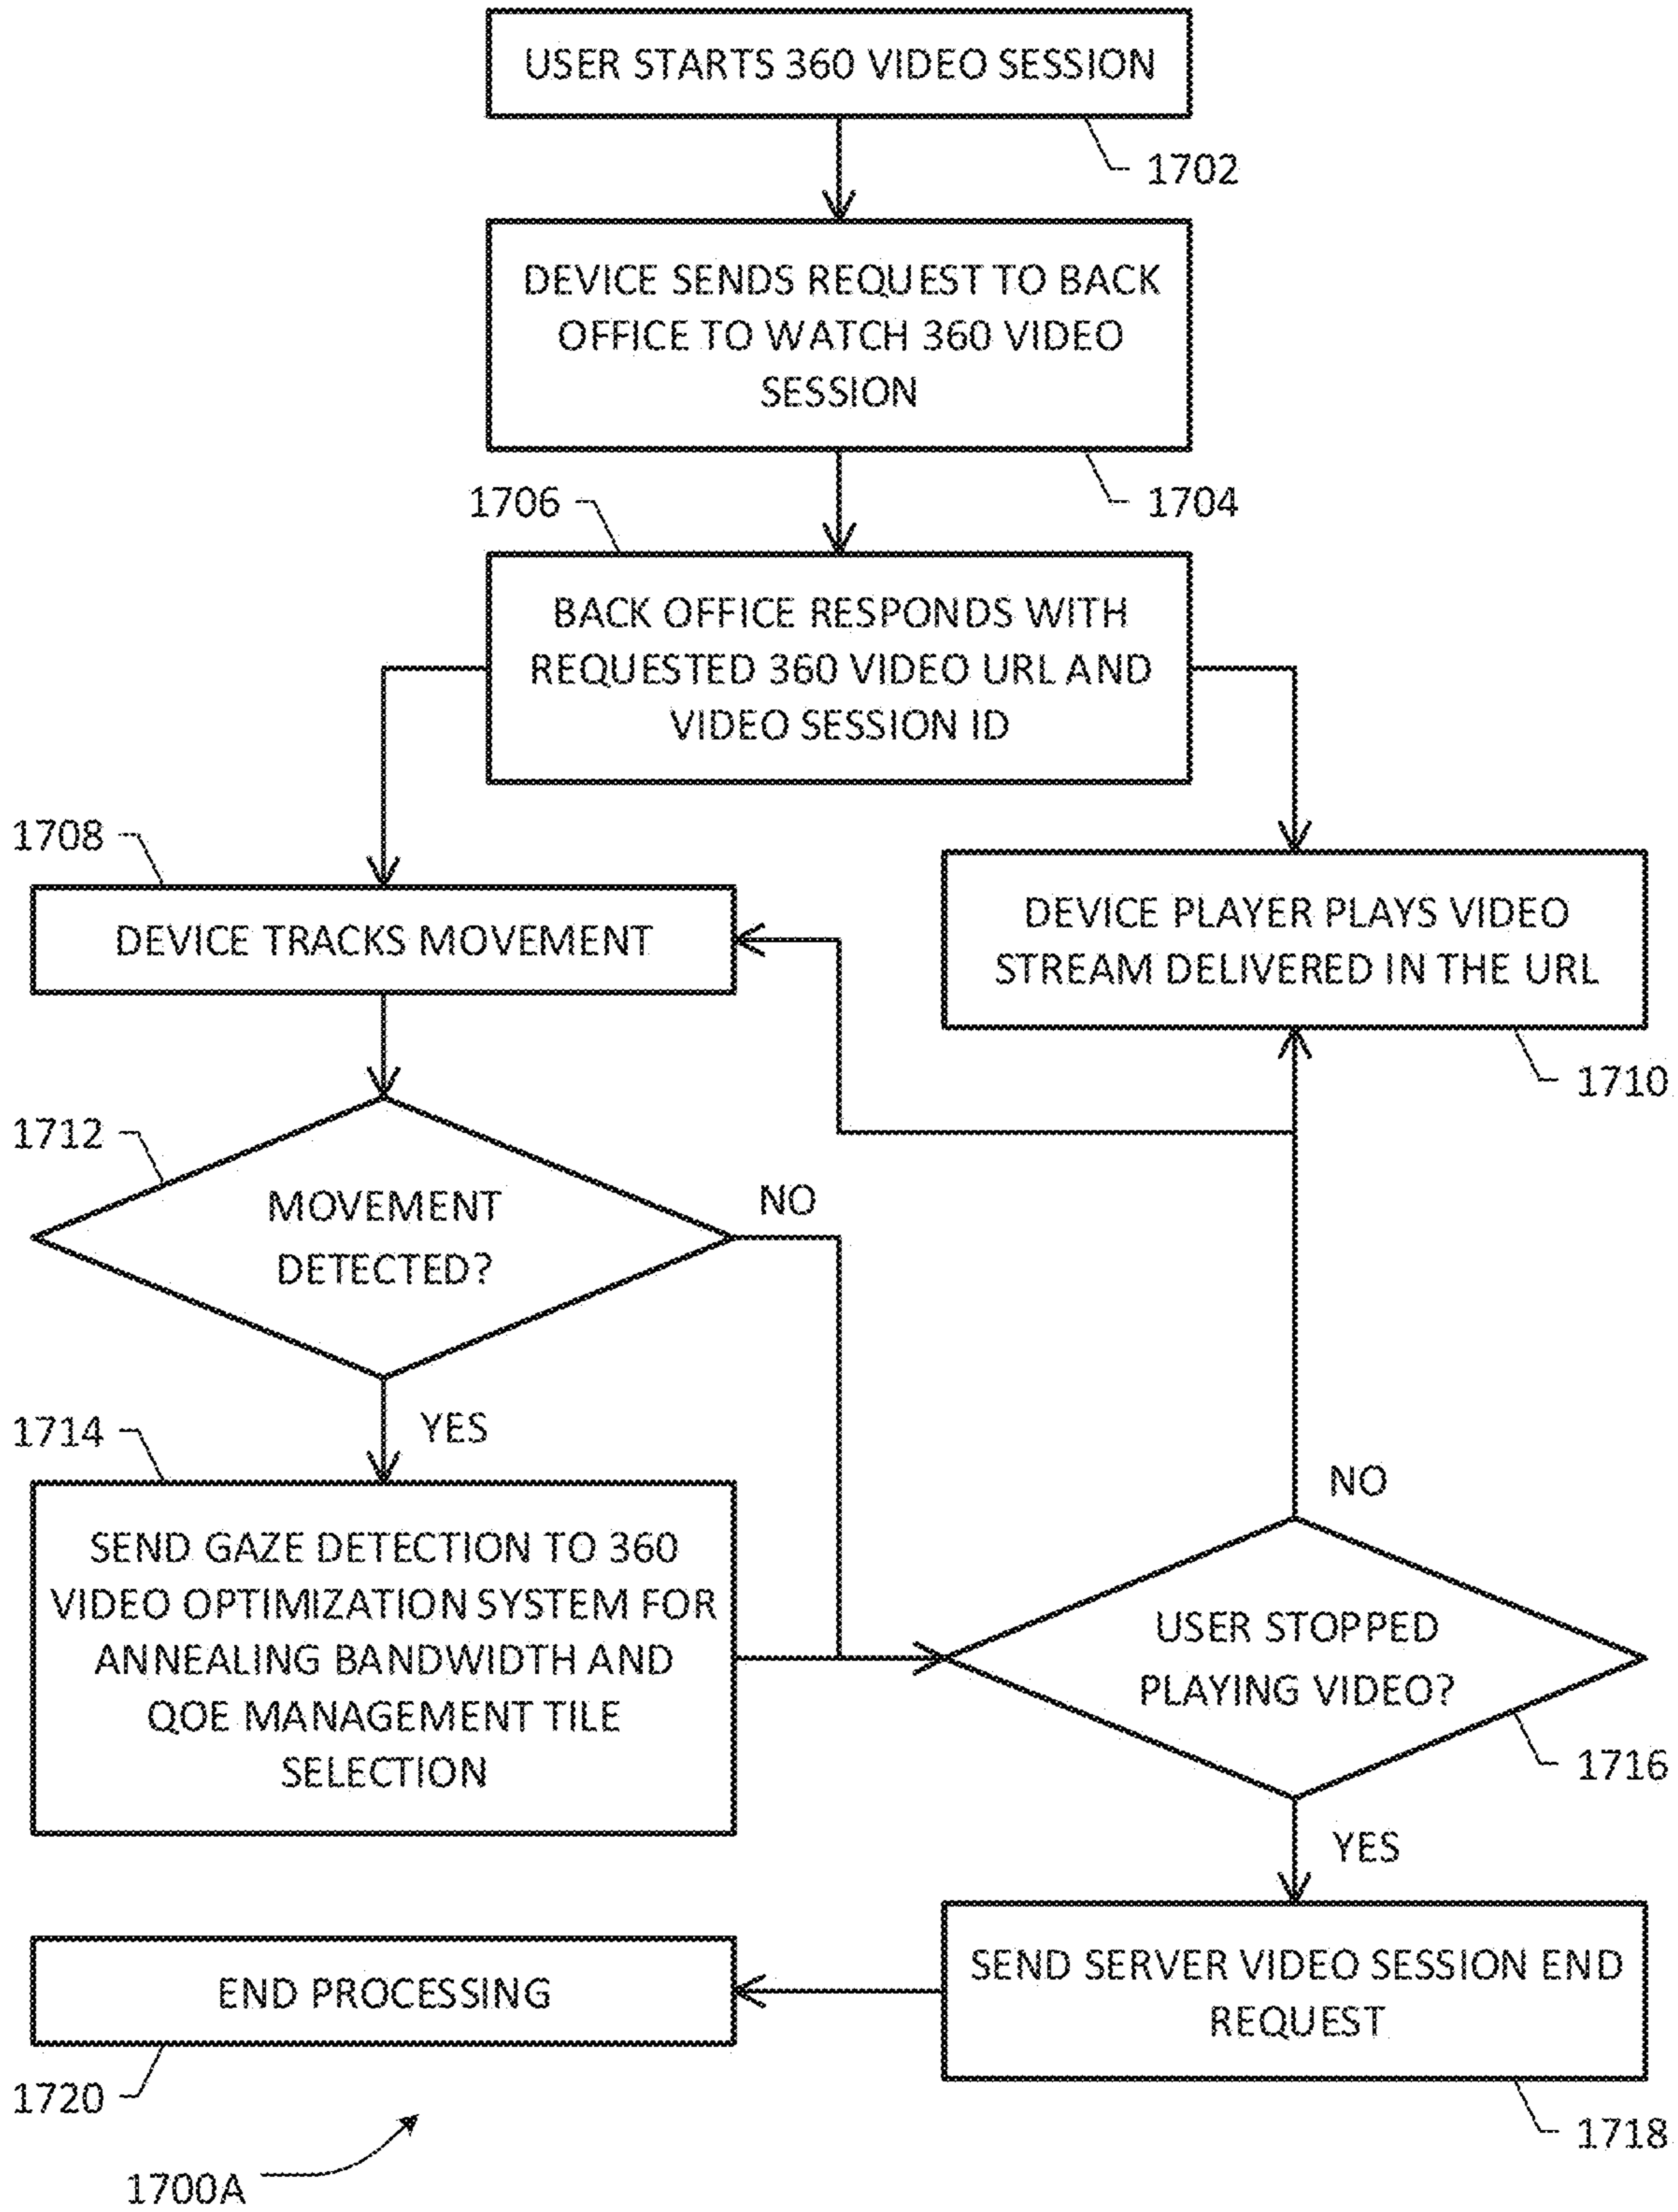 USER STARTS 360 VIDEO SESSION
1702
DEVICE SENDS REQUEST TO BACK
OFFICE TO WATCH 360 VIDEO
SESSION
1704
1706
BACK OFFICE RESPONDS WITH
REQUESTED 360 VIDEO URL AND
VIDEO SESSION ID
1708
DEVICE TRACKS MOVEMENT
DEVICE PLAYER PLAYS VIDEO
STREAM DELIVERED IN THE URL
1710
1712
MOVEMENT
DETECTED?
NO
YES
1714
SEND GAZE DETECTION TO 360
VIDEO OPTIMIZATION SYSTEM FOR
ANNEALING BANDWIDTH AND
QOE MANAGEMENT TILE
SELECTION
NO
USER STOPPED
PLAYING VIDEO?
1716
YES
SEND SERVER VIDEO SESSION END
REQUEST
1718
END PROCESSING
1720
1700A